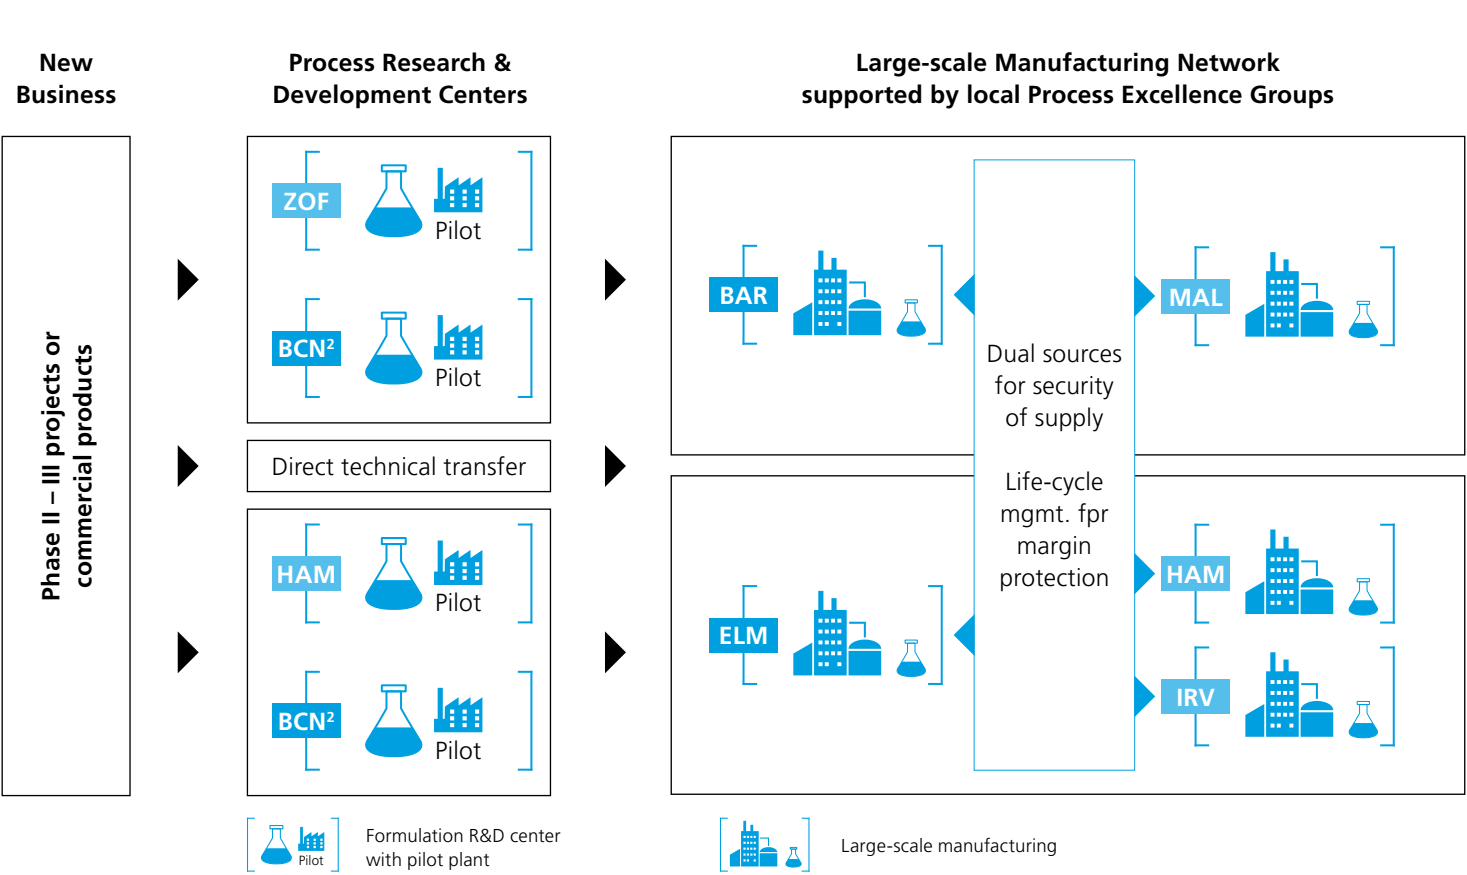 New
Business
Process Research &
Development Centers
Large-scale Manufacturing Network
supported by local Process Excellence Groups
Phase II – III projects or
commercial products
ZOF
Pilot
BCN²
Pilot
Direct technical transfer
HAM
Pilot
BCN²
Pilot
BAR
MAL
Dual sources
for security
of supply
Life-cycle
mgmt. fpr
margin
protection
ELM
HAM
IRV
Pilot
Formulation R&D center
with pilot plant
Large-scale manufacturing